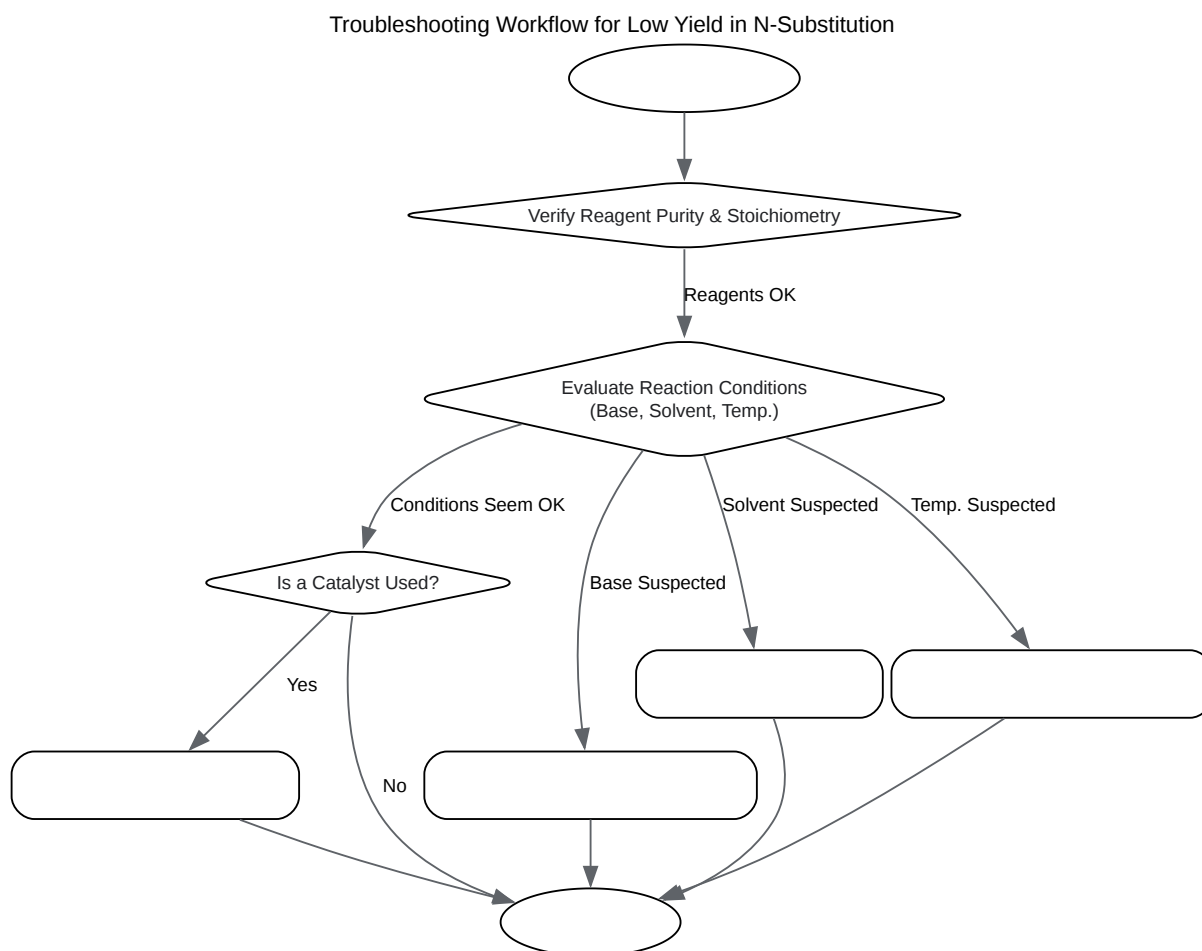 Troubleshooting Workflow for Low Yield in N-Substitution
Verify Reagent Purity & Stoichiometry
Reagents OK
Evaluate Reaction Conditions
(Base, Solvent, Temp.)
Conditions Seem OK
Solvent Suspected
Temp. Suspected
Is a Catalyst Used?
Base Suspected
Yes
No